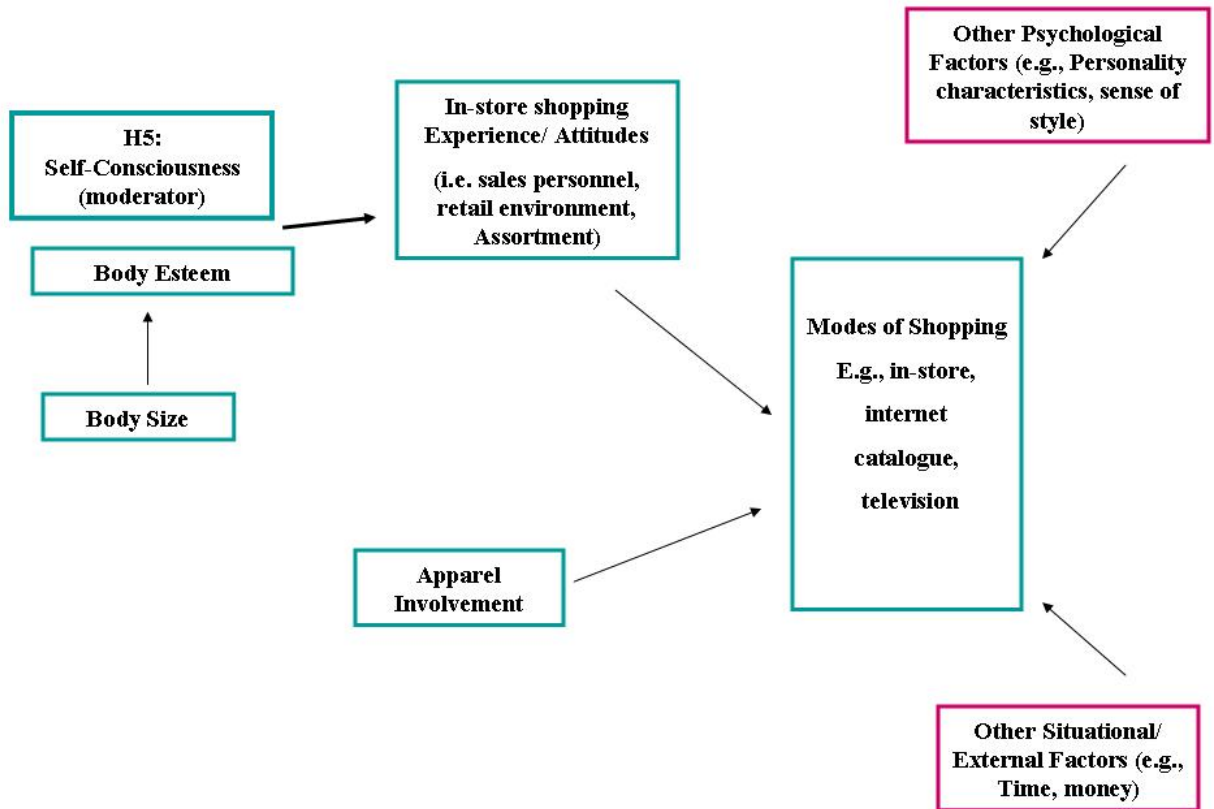 Other Psychological
Factors (e.g., Personality
characteristics, sense of
style)
In-store shopping
Experience/ Attitudes
(i.e. sales personnel,
retail environment,
Assortment)
H5:
Self-Consciousness
(moderator)
Body Esteem
Body Size
Modes of Shopping
E.g., in-store,
internet
catalogue,
television
Apparel
Involvement
Other Situational/
External Factors (e.g.,
Time, money)